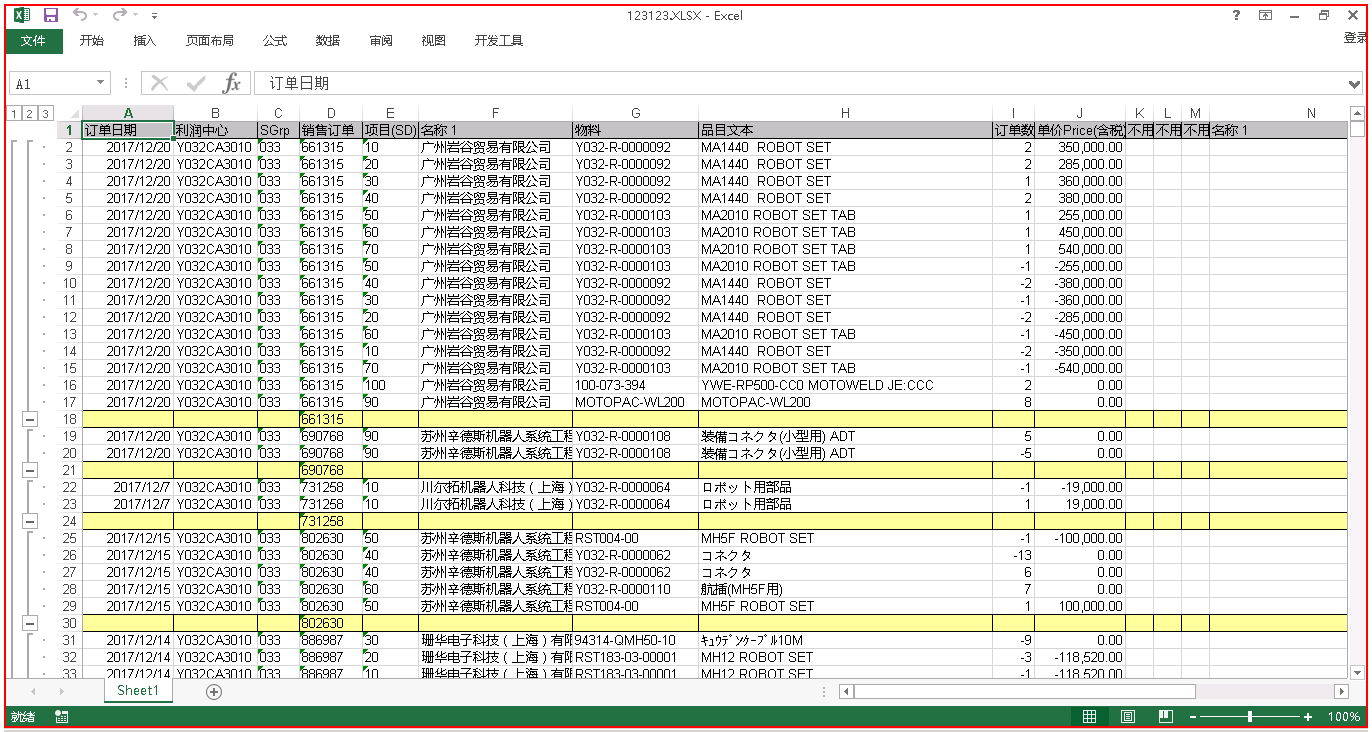 123123.XLSX - Excel
文件 开始 插入 页面布局 公式 数据 审阅 视图 开发工具 登录
A1 fx 订单日期
1 2 3 A B C D E F G H I J K L M N
1 订单日期 利润中心 SGrp 销售订单 项目(SD) 名称 1 物料 品目文本 订单数 单价Price(含税) 不用 不用 不用 名称 1
2 2017/12/20 Y032CA3010 033 661315 10 广州岩谷贸易有限公司 Y032-R-0000092 MA1440  ROBOT SET 2 350,000.00
3 2017/12/20 Y032CA3010 033 661315 20 广州岩谷贸易有限公司 Y032-R-0000092 MA1440  ROBOT SET 2 285,000.00
4 2017/12/20 Y032CA3010 033 661315 30 广州岩谷贸易有限公司 Y032-R-0000092 MA1440  ROBOT SET 1 360,000.00
5 2017/12/20 Y032CA3010 033 661315 40 广州岩谷贸易有限公司 Y032-R-0000092 MA1440  ROBOT SET 2 380,000.00
6 2017/12/20 Y032CA3010 033 661315 50 广州岩谷贸易有限公司 Y032-R-0000103 MA2010 ROBOT SET TAB 1 255,000.00
7 2017/12/20 Y032CA3010 033 661315 60 广州岩谷贸易有限公司 Y032-R-0000103 MA2010 ROBOT SET TAB 1 450,000.00
8 2017/12/20 Y032CA3010 033 661315 70 广州岩谷贸易有限公司 Y032-R-0000103 MA2010 ROBOT SET TAB 1 540,000.00
9 2017/12/20 Y032CA3010 033 661315 50 广州岩谷贸易有限公司 Y032-R-0000103 MA2010 ROBOT SET TAB -1 -255,000.00
10 2017/12/20 Y032CA3010 033 661315 40 广州岩谷贸易有限公司 Y032-R-0000092 MA1440  ROBOT SET -2 -380,000.00
11 2017/12/20 Y032CA3010 033 661315 30 广州岩谷贸易有限公司 Y032-R-0000092 MA1440  ROBOT SET -1 -360,000.00
12 2017/12/20 Y032CA3010 033 661315 20 广州岩谷贸易有限公司 Y032-R-0000092 MA1440  ROBOT SET -2 -285,000.00
13 2017/12/20 Y032CA3010 033 661315 60 广州岩谷贸易有限公司 Y032-R-0000103 MA2010 ROBOT SET TAB -1 -450,000.00
14 2017/12/20 Y032CA3010 033 661315 10 广州岩谷贸易有限公司 Y032-R-0000092 MA1440  ROBOT SET -2 -350,000.00
15 2017/12/20 Y032CA3010 033 661315 70 广州岩谷贸易有限公司 Y032-R-0000103 MA2010 ROBOT SET TAB -1 -540,000.00
16 2017/12/20 Y032CA3010 033 661315 100 广州岩谷贸易有限公司 100-073-394 YWE-RP500-CC0 MOTOWELD JE:CCC 2 0.00
17 2017/12/20 Y032CA3010 033 661315 90 广州岩谷贸易有限公司 MOTOPAC-WL200 MOTOPAC-WL200 8 0.00
18 661315
19 2017/12/20 Y032CA3010 033 690768 90 苏州辛德斯机器人系统工程 Y032-R-0000108 装備コネクタ(小型用) ADT 5 0.00
20 2017/12/20 Y032CA3010 033 690768 90 苏州辛德斯机器人系统工程 Y032-R-0000108 装備コネクタ(小型用) ADT -5 0.00
21 690768
22 2017/12/7 Y032CA3010 033 731258 10 川尔拓机器人科技（上海） Y032-R-0000064 ロボット用部品 -1 -19,000.00
23 2017/12/7 Y032CA3010 033 731258 10 川尔拓机器人科技（上海） Y032-R-0000064 ロボット用部品 1 19,000.00
24 731258
25 2017/12/15 Y032CA3010 033 802630 50 苏州辛德斯机器人系统工程 RST004-00 MH5F ROBOT SET -1 -100,000.00
26 2017/12/15 Y032CA3010 033 802630 40 苏州辛德斯机器人系统工程 Y032-R-0000062 コネクタ -13 0.00
27 2017/12/15 Y032CA3010 033 802630 40 苏州辛德斯机器人系统工程 Y032-R-0000062 コネクタ 6 0.00
28 2017/12/15 Y032CA3010 033 802630 60 苏州辛德斯机器人系统工程 Y032-R-0000110 航插(MH5F用) 7 0.00
29 2017/12/15 Y032CA3010 033 802630 50 苏州辛德斯机器人系统工程 RST004-00 MH5F ROBOT SET 1 100,000.00
30 802630
31 2017/12/14 Y032CA3010 033 886987 30 珊华电子科技（上海）有限 94314-QMH50-10 ｷｭｳﾃﾞﾝｹｰﾌﾞﾙ10M -9 0.00
32 2017/12/14 Y032CA3010 033 886987 20 珊华电子科技（上海）有限 RST183-03-00001 MH12 ROBOT SET -3 -118,520.00
33 2017/12/14 Y032CA3010 033 886987 10 珊华电子科技（上海）有限 RST183-03-00001 MH12 ROBOT SET -1 -118,520.00
Sheet1
就绪 100%